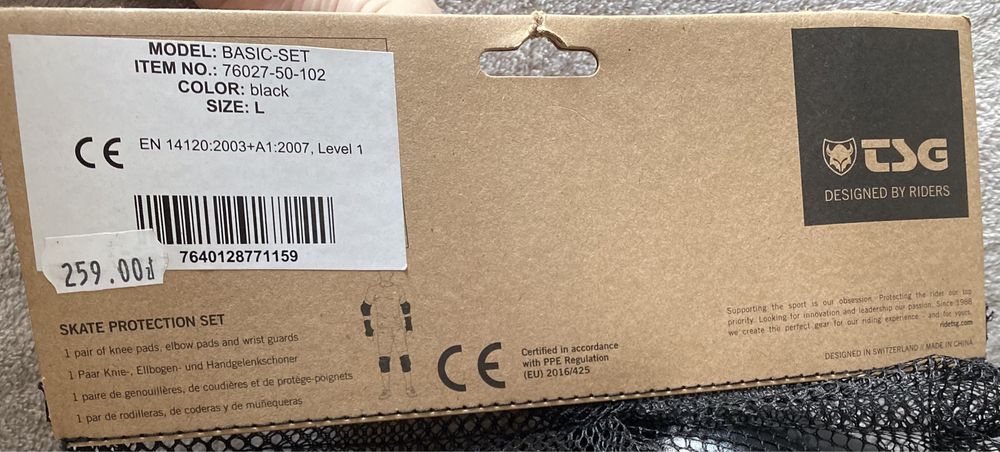 MODEL: BASIC-SET
ITEM NO.: 76027-50-102
COLOR: black
SIZE: L
CE EN 14120:2003+A1:2007, Level 1
7640128771159
259.00zł
TSG
DESIGNED BY RIDERS
SKATE PROTECTION SET
1 pair of knee pads, elbow pads and wrist guards
1 Paar Knie-, Ellbogen- und Handgelenkschoner
1 paire de genouillères, de coudières et de protège-poignets
1 par de rodilleras, de coderas y de muñequeras
CE
Certified in accordance
with PPE Regulation
(EU) 2016/425
Supporting the sport is our obsession - Protecting the rider our top
priority. Looking for innovation and leadership our passion. Since 1988
we create the perfect gear for our riding experience - and for yours.
ridetsg.com
DESIGNED IN SWITZERLAND // MADE IN CHINA